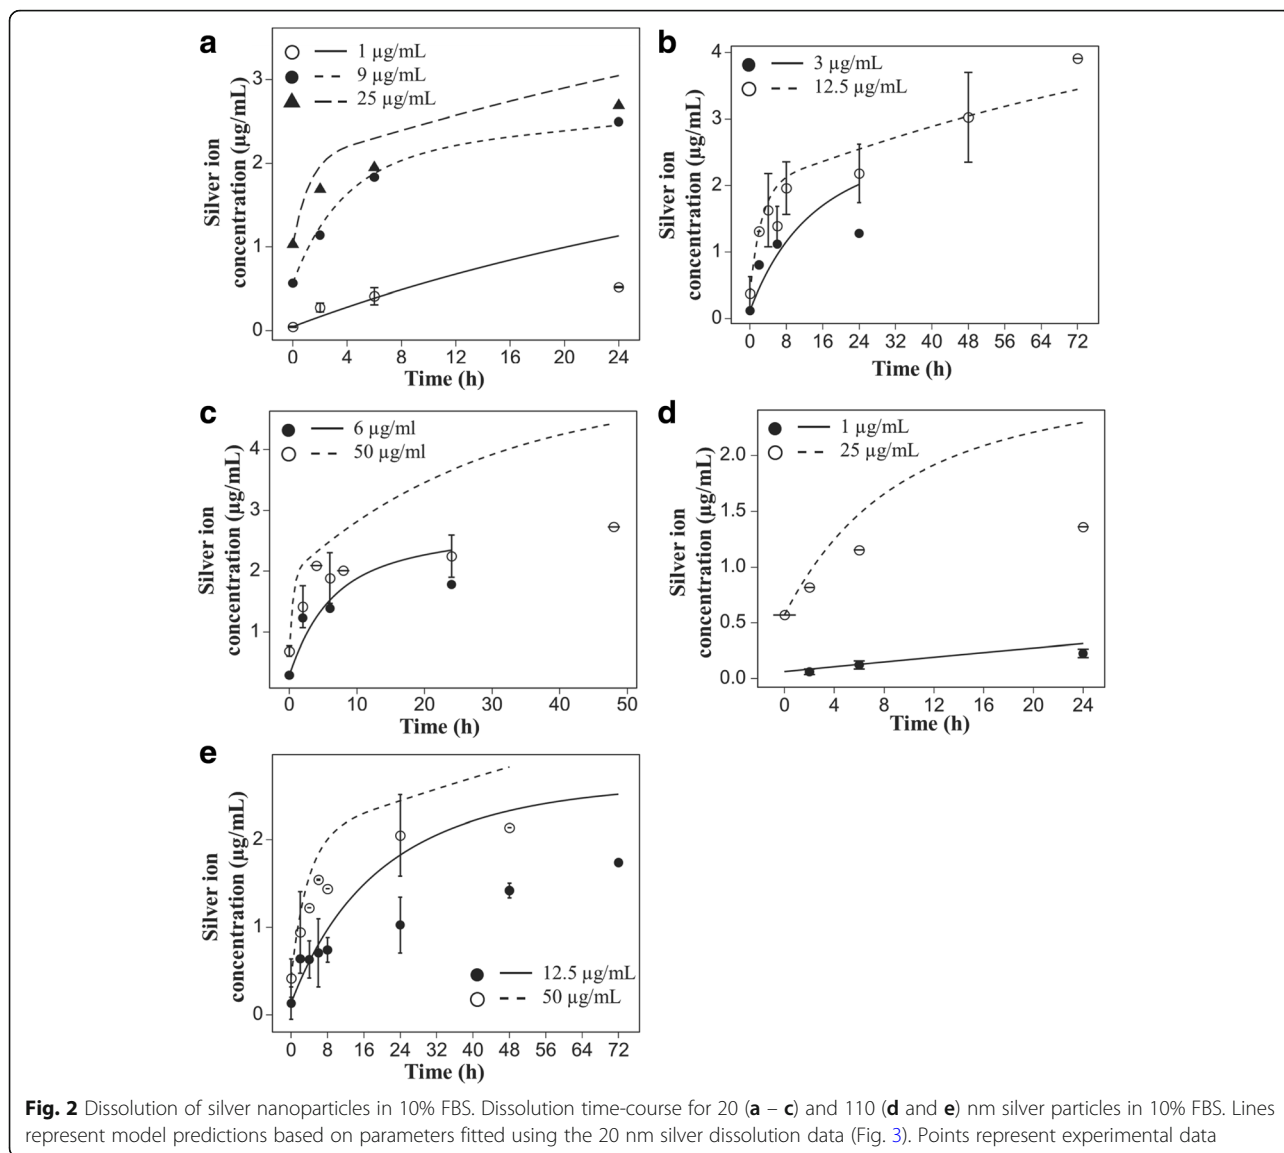 a
1 µg/mL
9 µg/mL
25 µg/mL
Silver ion
concentration (µg/mL)
3
2
1
0
0 4 8 12 16 20 24
Time (h)
b
3 µg/mL
12.5 µg/mL
Silver ion
concentration (µg/mL)
4
3
2
1
0
0 8 16 24 32 40 48 56 64 72
Time (h)
c
6 µg/ml
50 µg/ml
Silver ion
concentration (µg/mL)
4
3
2
1
0 10 20 30 40 50
Time (h)
d
1 µg/mL
25 µg/mL
Silver ion
concentration (µg/mL)
2.0
1.5
1.0
0.5
0.0
0 4 8 12 16 20 24
Time (h)
e
Silver ion
concentration (µg/mL)
2
1
0
12.5 µg/mL
50 µg/mL
0 8 16 24 32 40 48 56 64 72
Time (h)
Fig. 2 Dissolution of silver nanoparticles in 10% FBS. Dissolution time-course for 20 (a – c) and 110 (d and e) nm silver particles in 10% FBS. Lines
represent model predictions based on parameters fitted using the 20 nm silver dissolution data (Fig. 3). Points represent experimental data